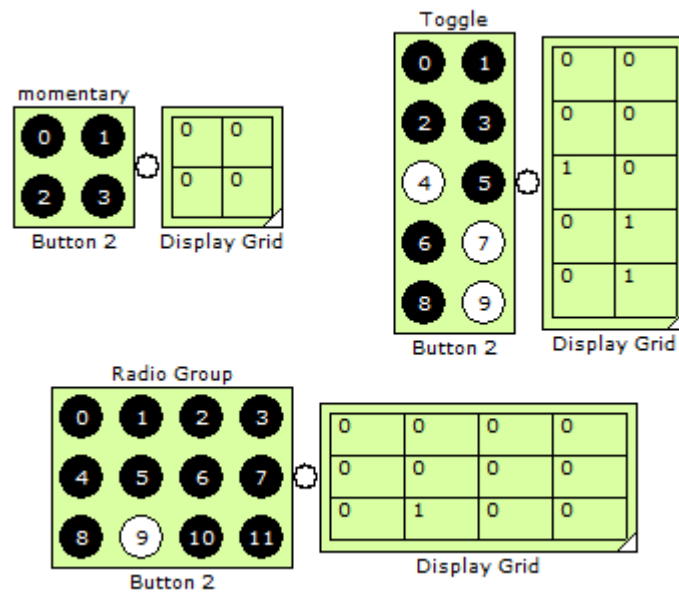 momentary
0 1
2 3
Button 2
0 0
0 0
Display Grid
Toggle
0 1
2 3
4 5
6 7
8 9
Button 2
0 0
0 0
1 0
0 1
0 1
Display Grid
Radio Group
0 1 2 3
4 5 6 7
8 9 10 11
Button 2
0 0 0 0
0 0 0 0
0 1 0 0
Display Grid